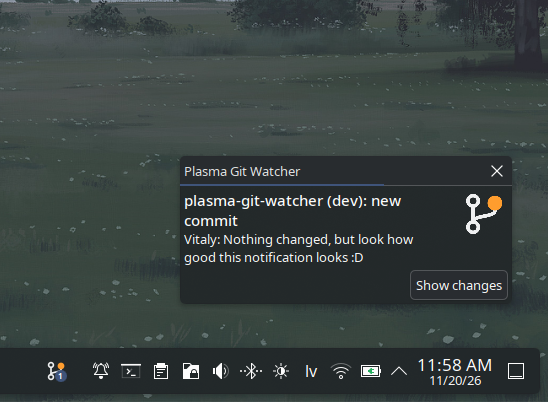 Plasma Git Watcher
plasma-git-watcher (dev): new
commit
Vitaly: Nothing changed, but look how
good this notification looks :D
Show changes
1
lv
11:58 AM
11/20/26